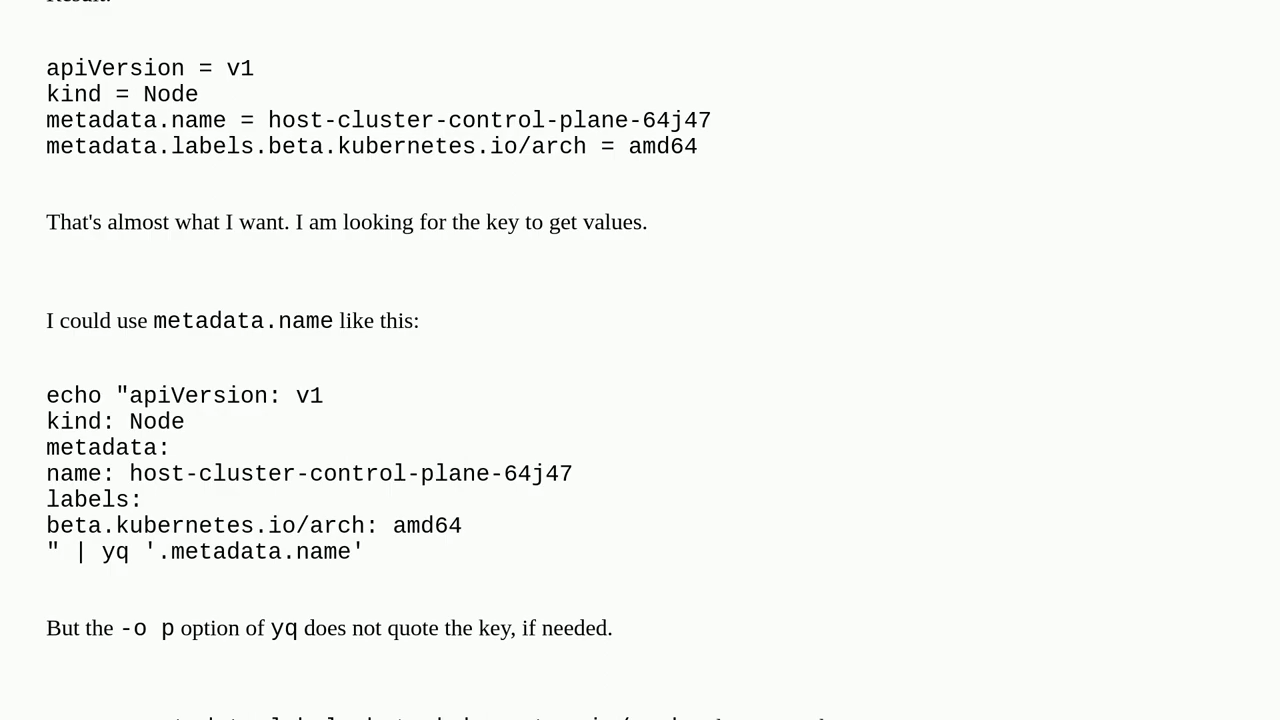 apiVersion = v1
kind = Node
metadata.name = host-cluster-control-plane-64j47
metadata.labels.beta.kubernetes.io/arch = amd64
That's almost what I want. I am looking for the key to get values.
I could use metadata.name like this:
echo "apiVersion: v1
kind: Node
metadata:
name: host-cluster-control-plane-64j47
labels:
beta.kubernetes.io/arch: amd64
" | yq '.metadata.name'
But the -o p option of yq does not quote the key, if needed.